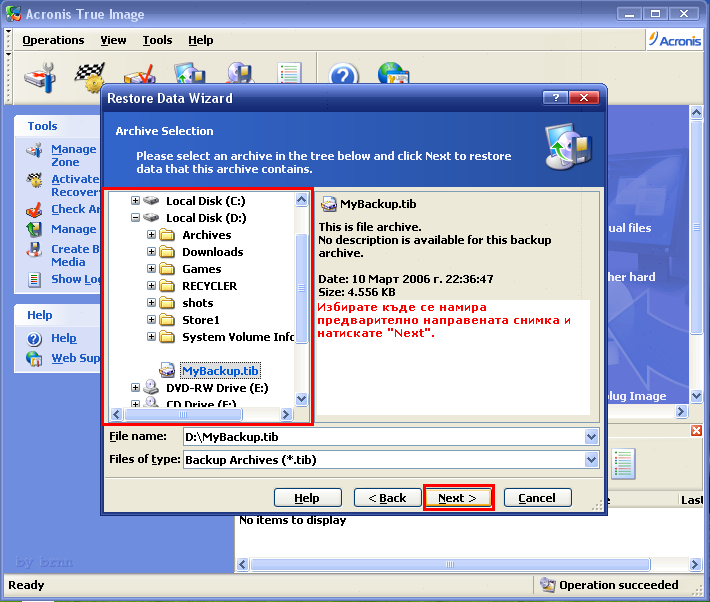 Acronis True Image
Operations View Tools Help
Acronis
Restore Data Wizard
Archive Selection
Please select an archive in the tree below and click Next to restore
data that this archive contains.
Tools
Manage
Zone
Activate
Recover
Check Ar
Manage
Create B
Media
Show Log
Help
Help
Web Sup
Local Disk (C:)
Local Disk (D:)
Archives
Downloads
Games
RECYCLER
shots
Store1
System Volume Info
MyBackup.tib
DVD-RW Drive (E:)
CD Drive (F:)
MyBackup.tib
This is file archive.
No description is available for this backup
archive.
Date: 10 Март 2006 г. 22:36:47
Size: 4.556 KB
Избирате къде се намира
предварително направената снимка и
натискате "Next".
ual files
her hard
lug Image
File name: D:\MyBackup.tib
Files of type: Backup Archives (*.tib)
Help < Back Next > Cancel
e Last
No items to display
by brnn
Ready Operation succeeded